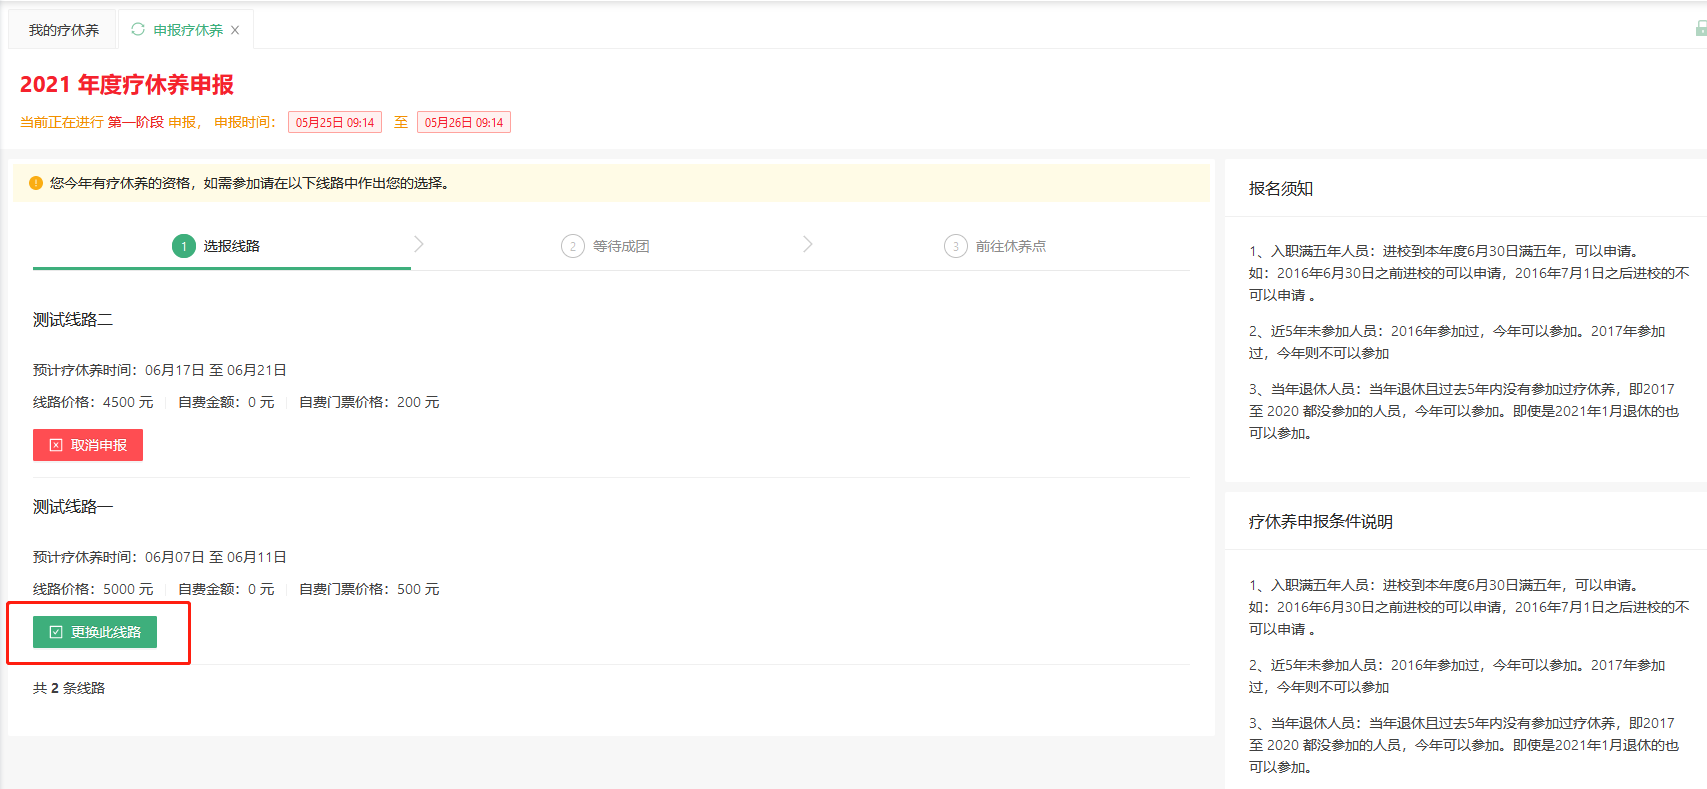 我的疗休养
申报疗休养
2021 年度疗休养申报
当前正在进行 第一阶段 申报， 申报时间： 05月25日 09:14 至 05月26日 09:14
您今年有疗休养的资格，如需参加请在以下线路中作出您的选择。
1 选报线路
2 等待成团
3 前往休养点
测试线路二
预计疗休养时间：06月17日 至 06月21日
线路价格：4500 元 自费金额：0 元 自费门票价格：200 元
取消申报
测试线路一
预计疗休养时间：06月07日 至 06月11日
线路价格：5000 元 自费金额：0 元 自费门票价格：500 元
更换此线路
共 2 条线路
报名须知
1、入职满五年人员：进校到本年度6月30日满五年，可以申请。
如：2016年6月30日之前进校的可以申请，2016年7月1日之后进校的不
可以申请 。
2、近5年未参加人员：2016年参加过，今年可以参加。2017年参加
过，今年则不可以参加
3、当年退休人员：当年退休且过去5年内没有参加过疗休养，即2017
至 2020 都没参加的人员，今年可以参加。即使是2021年1月退休的也
可以参加。
疗休养申报条件说明
1、入职满五年人员：进校到本年度6月30日满五年，可以申请。
如：2016年6月30日之前进校的可以申请，2016年7月1日之后进校的不
可以申请 。
2、近5年未参加人员：2016年参加过，今年可以参加。2017年参加
过，今年则不可以参加
3、当年退休人员：当年退休且过去5年内没有参加过疗休养，即2017
至 2020 都没参加的人员，今年可以参加。即使是2021年1月退休的也
可以参加。